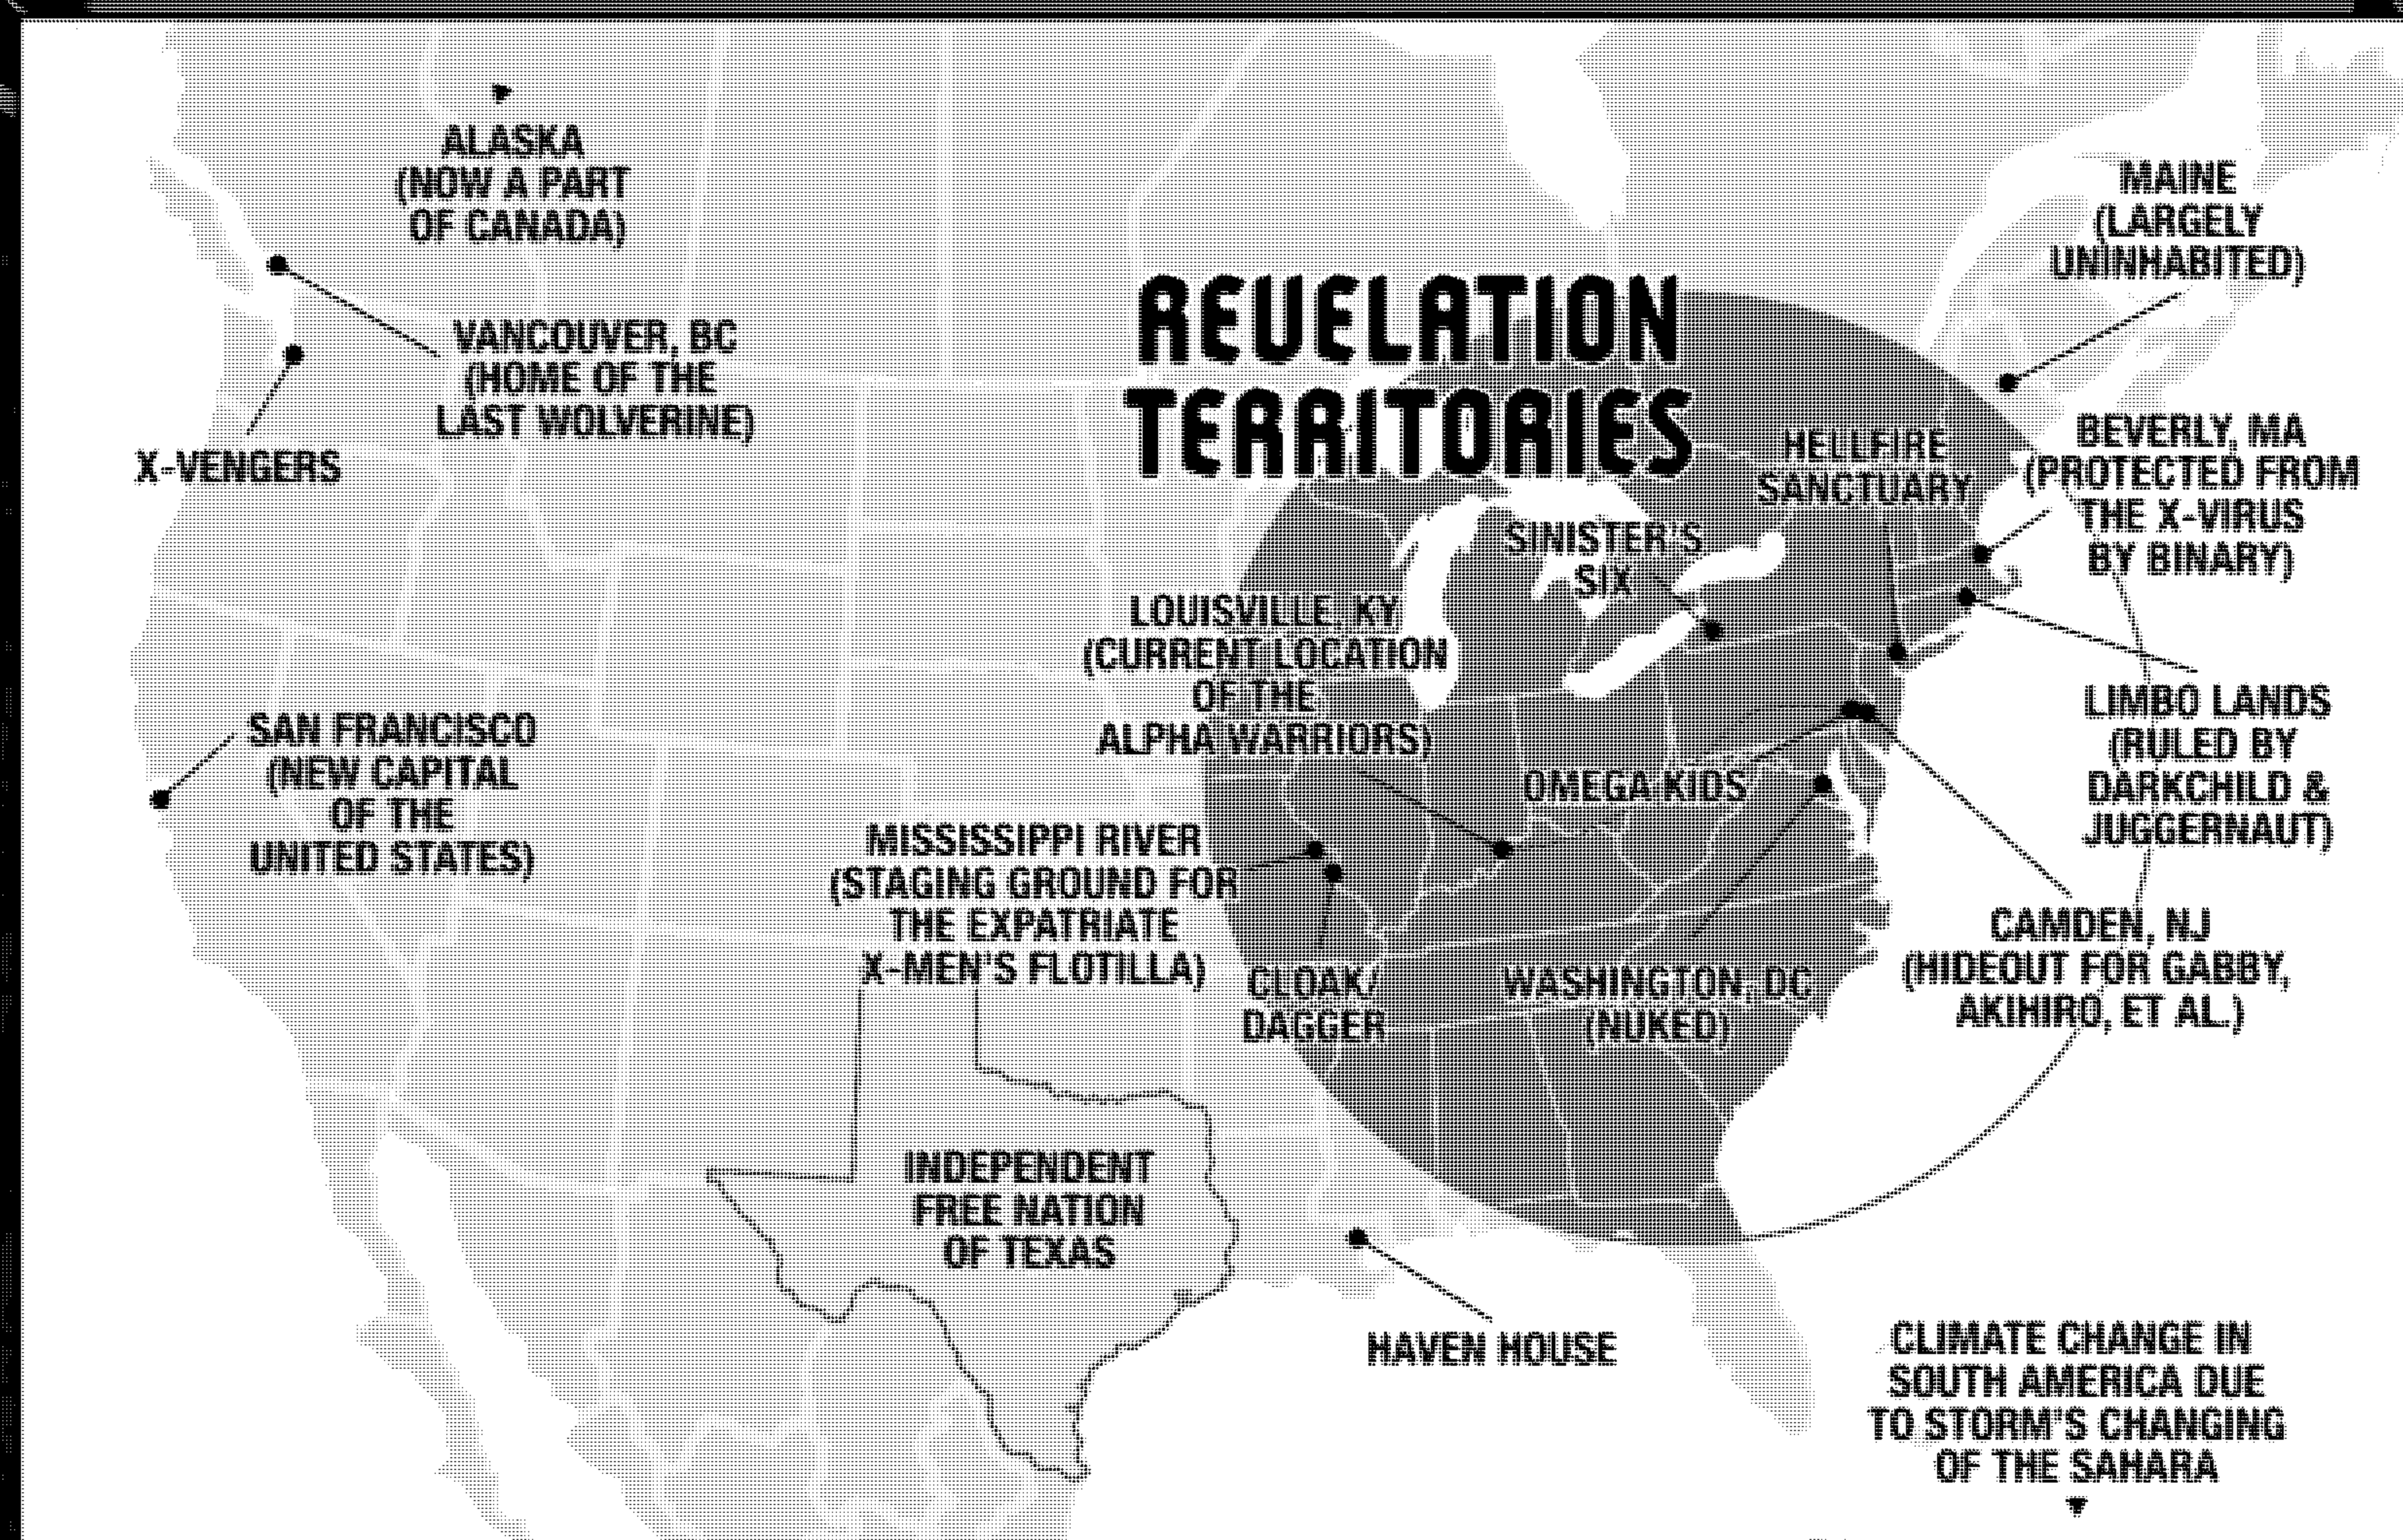 ALASKA
(NOW A PART
OF CANADA)
MAINE
(LARGELY
UNINHABITED)
VANCOUVER, BC
(HOME OF THE
LAST WOLVERINE)
X-VENGERS
REVELATION
TERRITORIES
HELLFIRE
SANCTUARY
BEVERLY, MA
(PROTECTED FROM
THE X-VIRUS
BY BINARY)
SINISTER'S
SIX
LOUISVILLE, KY
(CURRENT LOCATION
OF THE
ALPHA WARRIORS)
LIMBO LANDS
(RULED BY
DARKCHILD &
JUGGERNAUT)
SAN FRANCISCO
(NEW CAPITAL
OF THE
UNITED STATES)
OMEGA KIDS
MISSISSIPPI RIVER
(STAGING GROUND FOR
THE EXPATRIATE
X-MEN'S FLOTILLA)
CLOAK/
DAGGER
WASHINGTON, DC
(NUKED)
CAMDEN, NJ
(HIDEOUT FOR GABBY,
AKIHIRO, ET AL.)
INDEPENDENT
FREE NATION
OF TEXAS
HAVEN HOUSE
CLIMATE CHANGE IN
SOUTH AMERICA DUE
TO STORM'S CHANGING
OF THE SAHARA